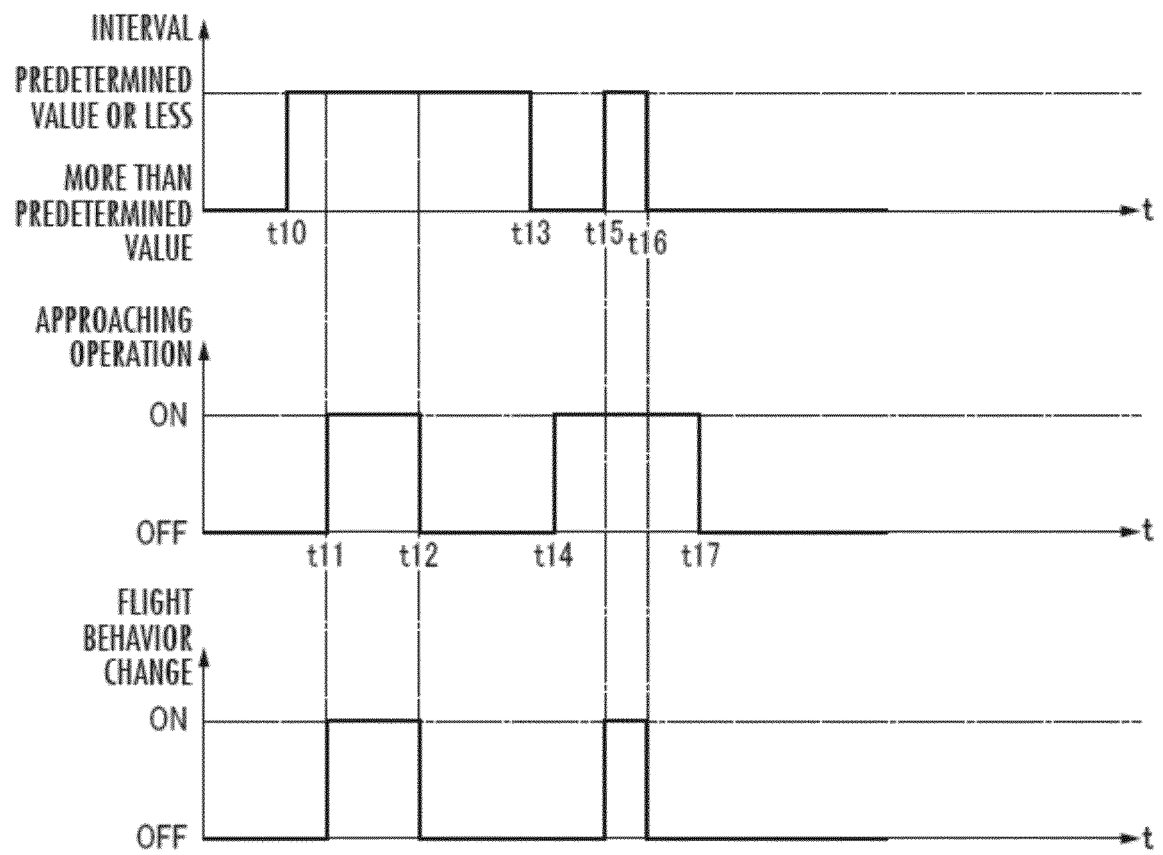 INTERVAL
PREDETERMINED
VALUE OR LESS
MORE THAN
PREDETERMINED
VALUE
t10
t13
t15
t16
t
APPROACHING
OPERATION
ON
OFF
t11
t12
t14
t17
t
FLIGHT
BEHAVIOR
CHANGE
ON
OFF
t